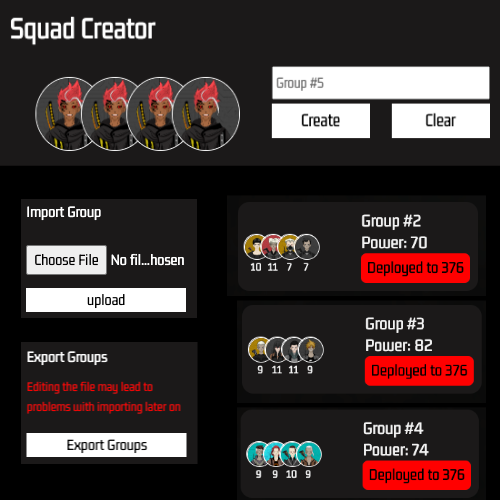 Squad Creator
Group #5
Create Clear
Import Group
Choose File No fil...hosen
upload
Export Groups
Editing the file may lead to
problems with importing later on
Export Groups
Group #2
Power: 70
10 11 7 7
Deployed to 376
Group #3
Power: 82
9 11 11 9
Deployed to 376
Group #4
Power: 74
9 9 10 9
Deployed to 376